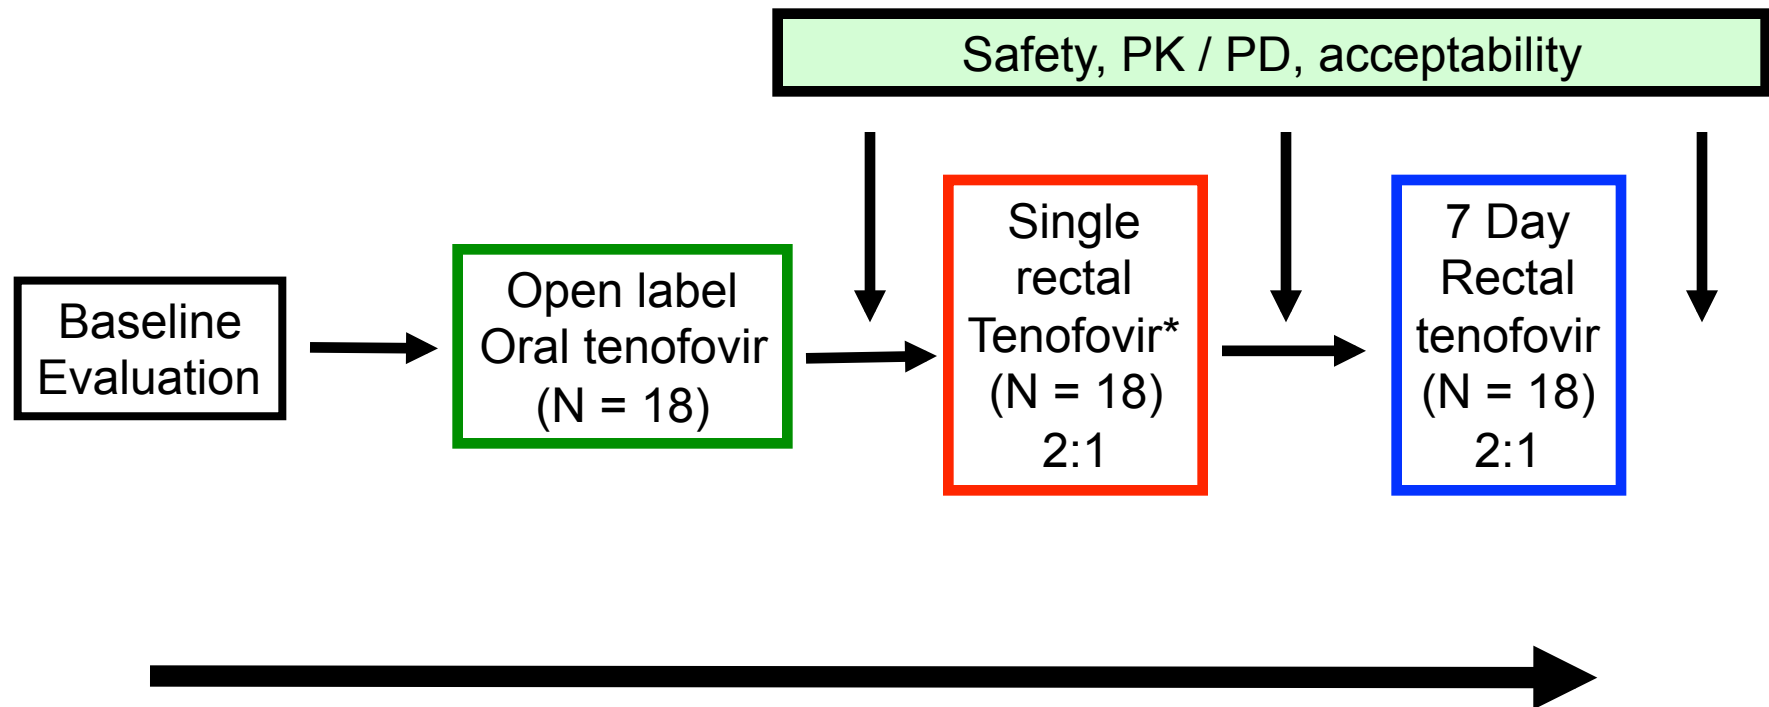 Safety, PK / PD, acceptability
Baseline
Evaluation
Open label
Oral tenofovir
(N = 18)
Single
rectal
Tenofovir*
(N = 18)
2:1
7 Day
Rectal
tenofovir
(N = 18)
2:1